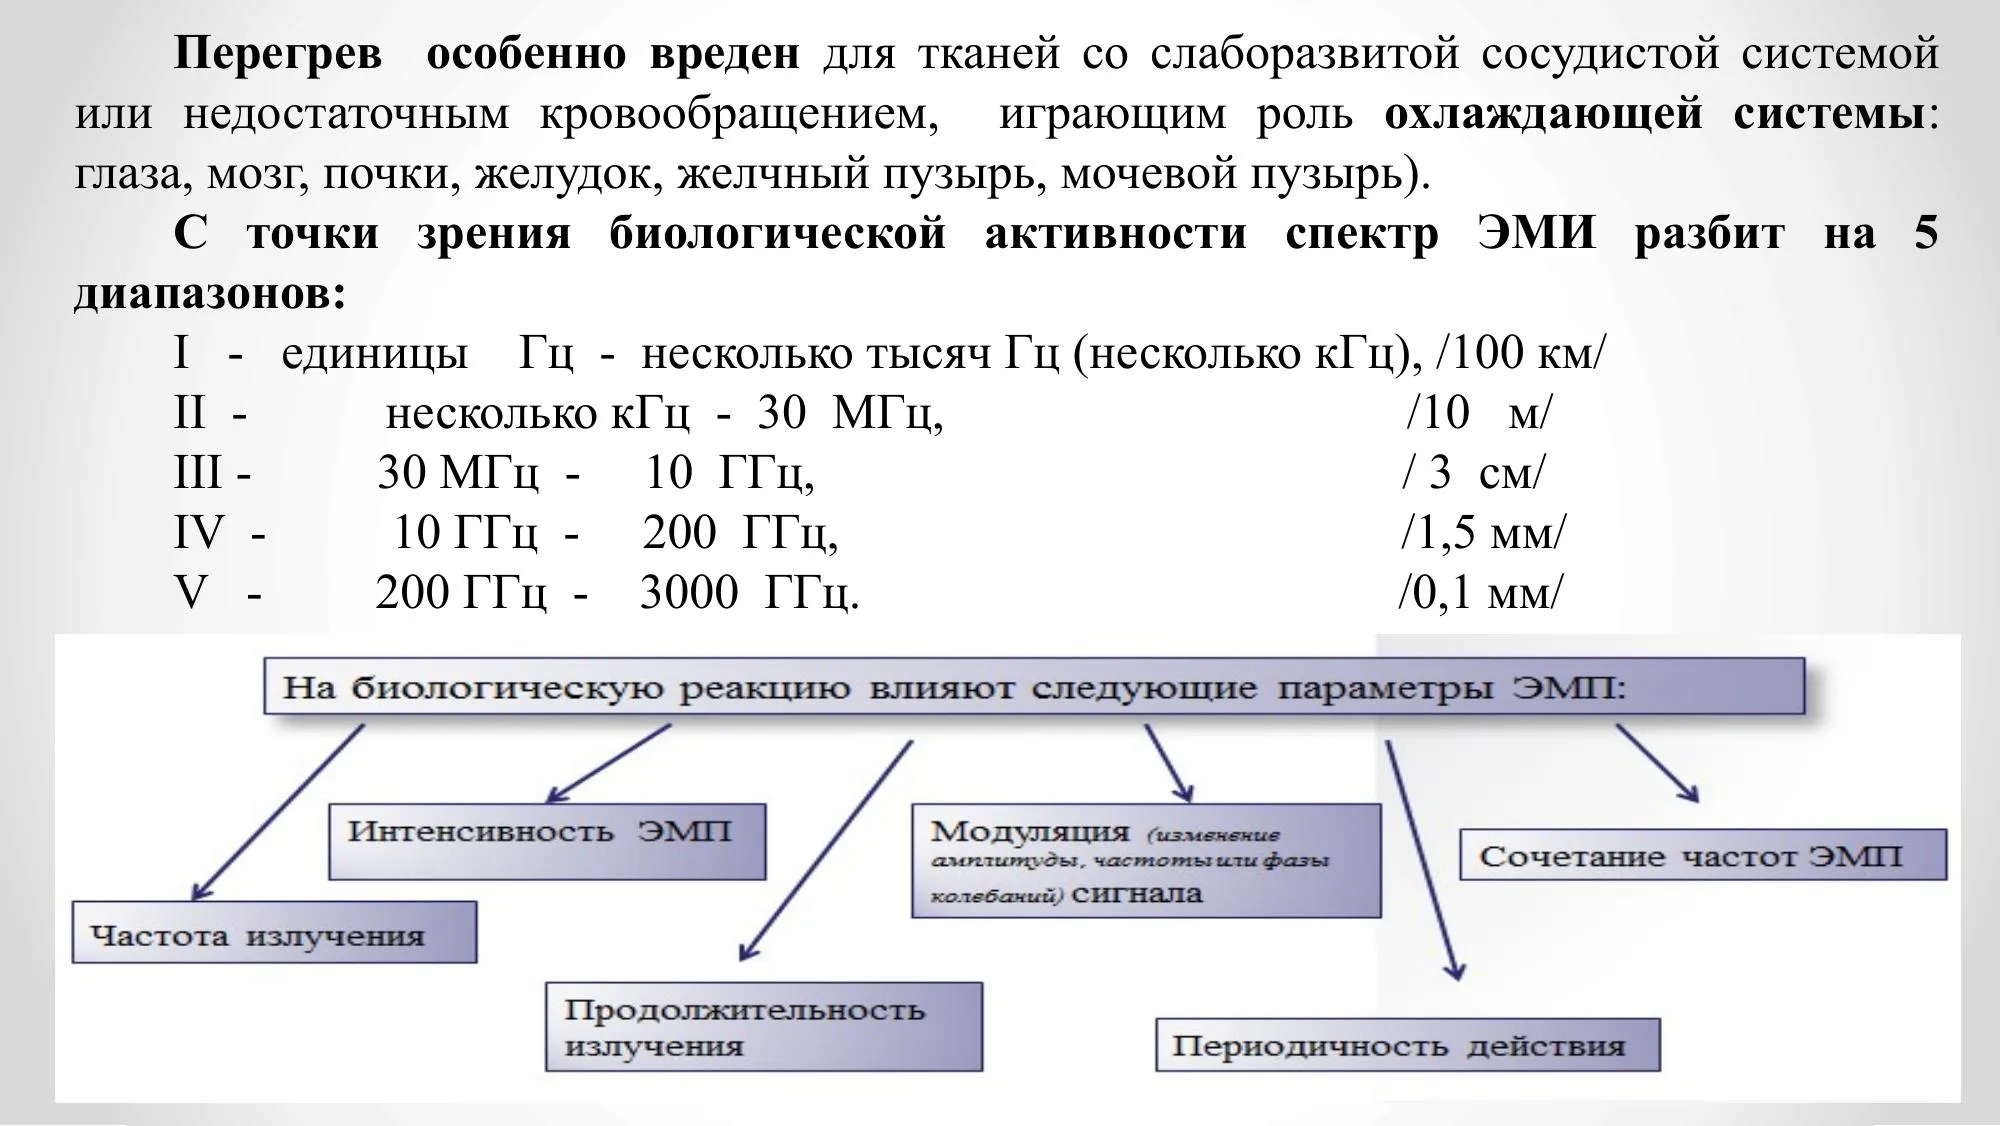 Перегрев особенно вреден для тканей со слаборазвитой сосудистой системой
или недостаточным кровообращением, играющим роль охлаждающей системы:
глаза, мозг, почки, желудок, желчный пузырь, мочевой пузырь).
С точки зрения биологической активности спектр ЭМИ разбит на 5
диапазонов:
I - единицы Гц - несколько тысяч Гц (несколько кГц), /100 км/
II - несколько кГц - 30 МГц, /10 м/
III - 30 МГц - 10 ГГц, / 3 см/
IV - 10 ГГц - 200 ГГц, /1,5 мм/
V - 200 ГГц - 3000 ГГц. /0,1 мм/
На биологическую реакцию влияют следующие параметры ЭМП:
Интенсивность ЭМП
Модуляция (изменение
амплитуды, частоты или фазы
колебаний) сигнала
Сочетание частот ЭМП
Частота излучения
Продолжительность
излучения
Периодичность действия